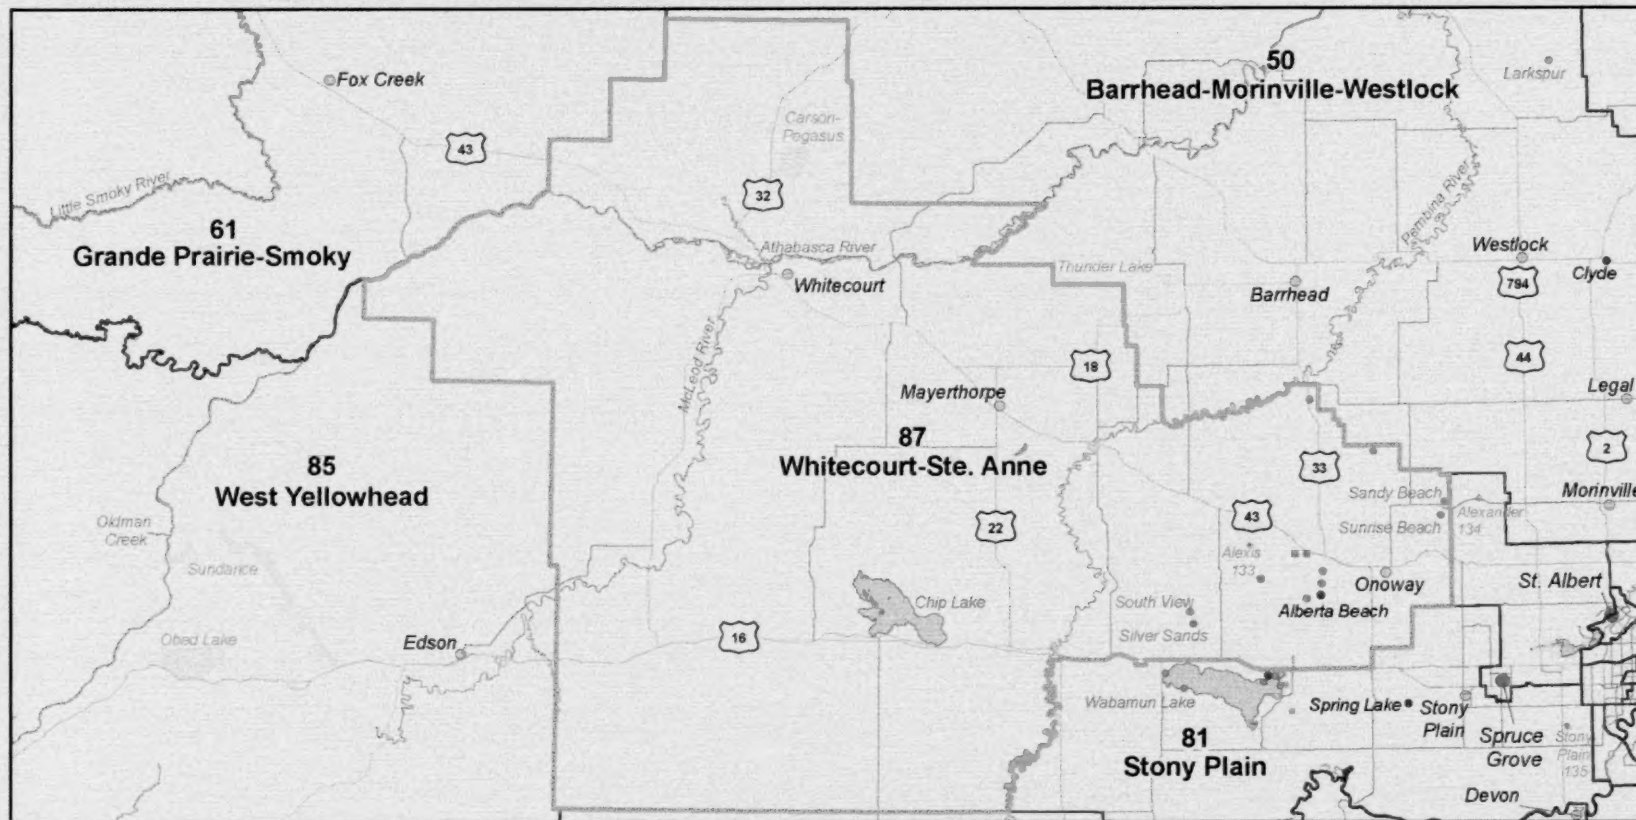 50
Barrhead-Morinville-Westlock
Larkspur
Fox Creek
Carson-
Pegasus
43
32
Little Smoky River
61
Grande Prairie-Smoky
Athabasca River
Whitecourt
Thunder Lake
Pembina River
Westlock
Clyde
794
Barrhead
44
McLeod River
18
Mayerthorpe
Legal
87
Whitecourt-Ste. Anne
2
33
85
West Yellowhead
Sandy Beach
Morinville
Sunrise Beach
Alexander
134
Oldman
Creek
22
43
Alexis
133
Onoway
St. Albert
Sundance
Chip Lake
South View
Alberta Beach
Silver Sands
Obed Lake
Edson
16
Wabamun Lake
Spring Lake
Stony
Plain
Spruce
Grove
Stony
Plain
135
81
Stony Plain
Devon